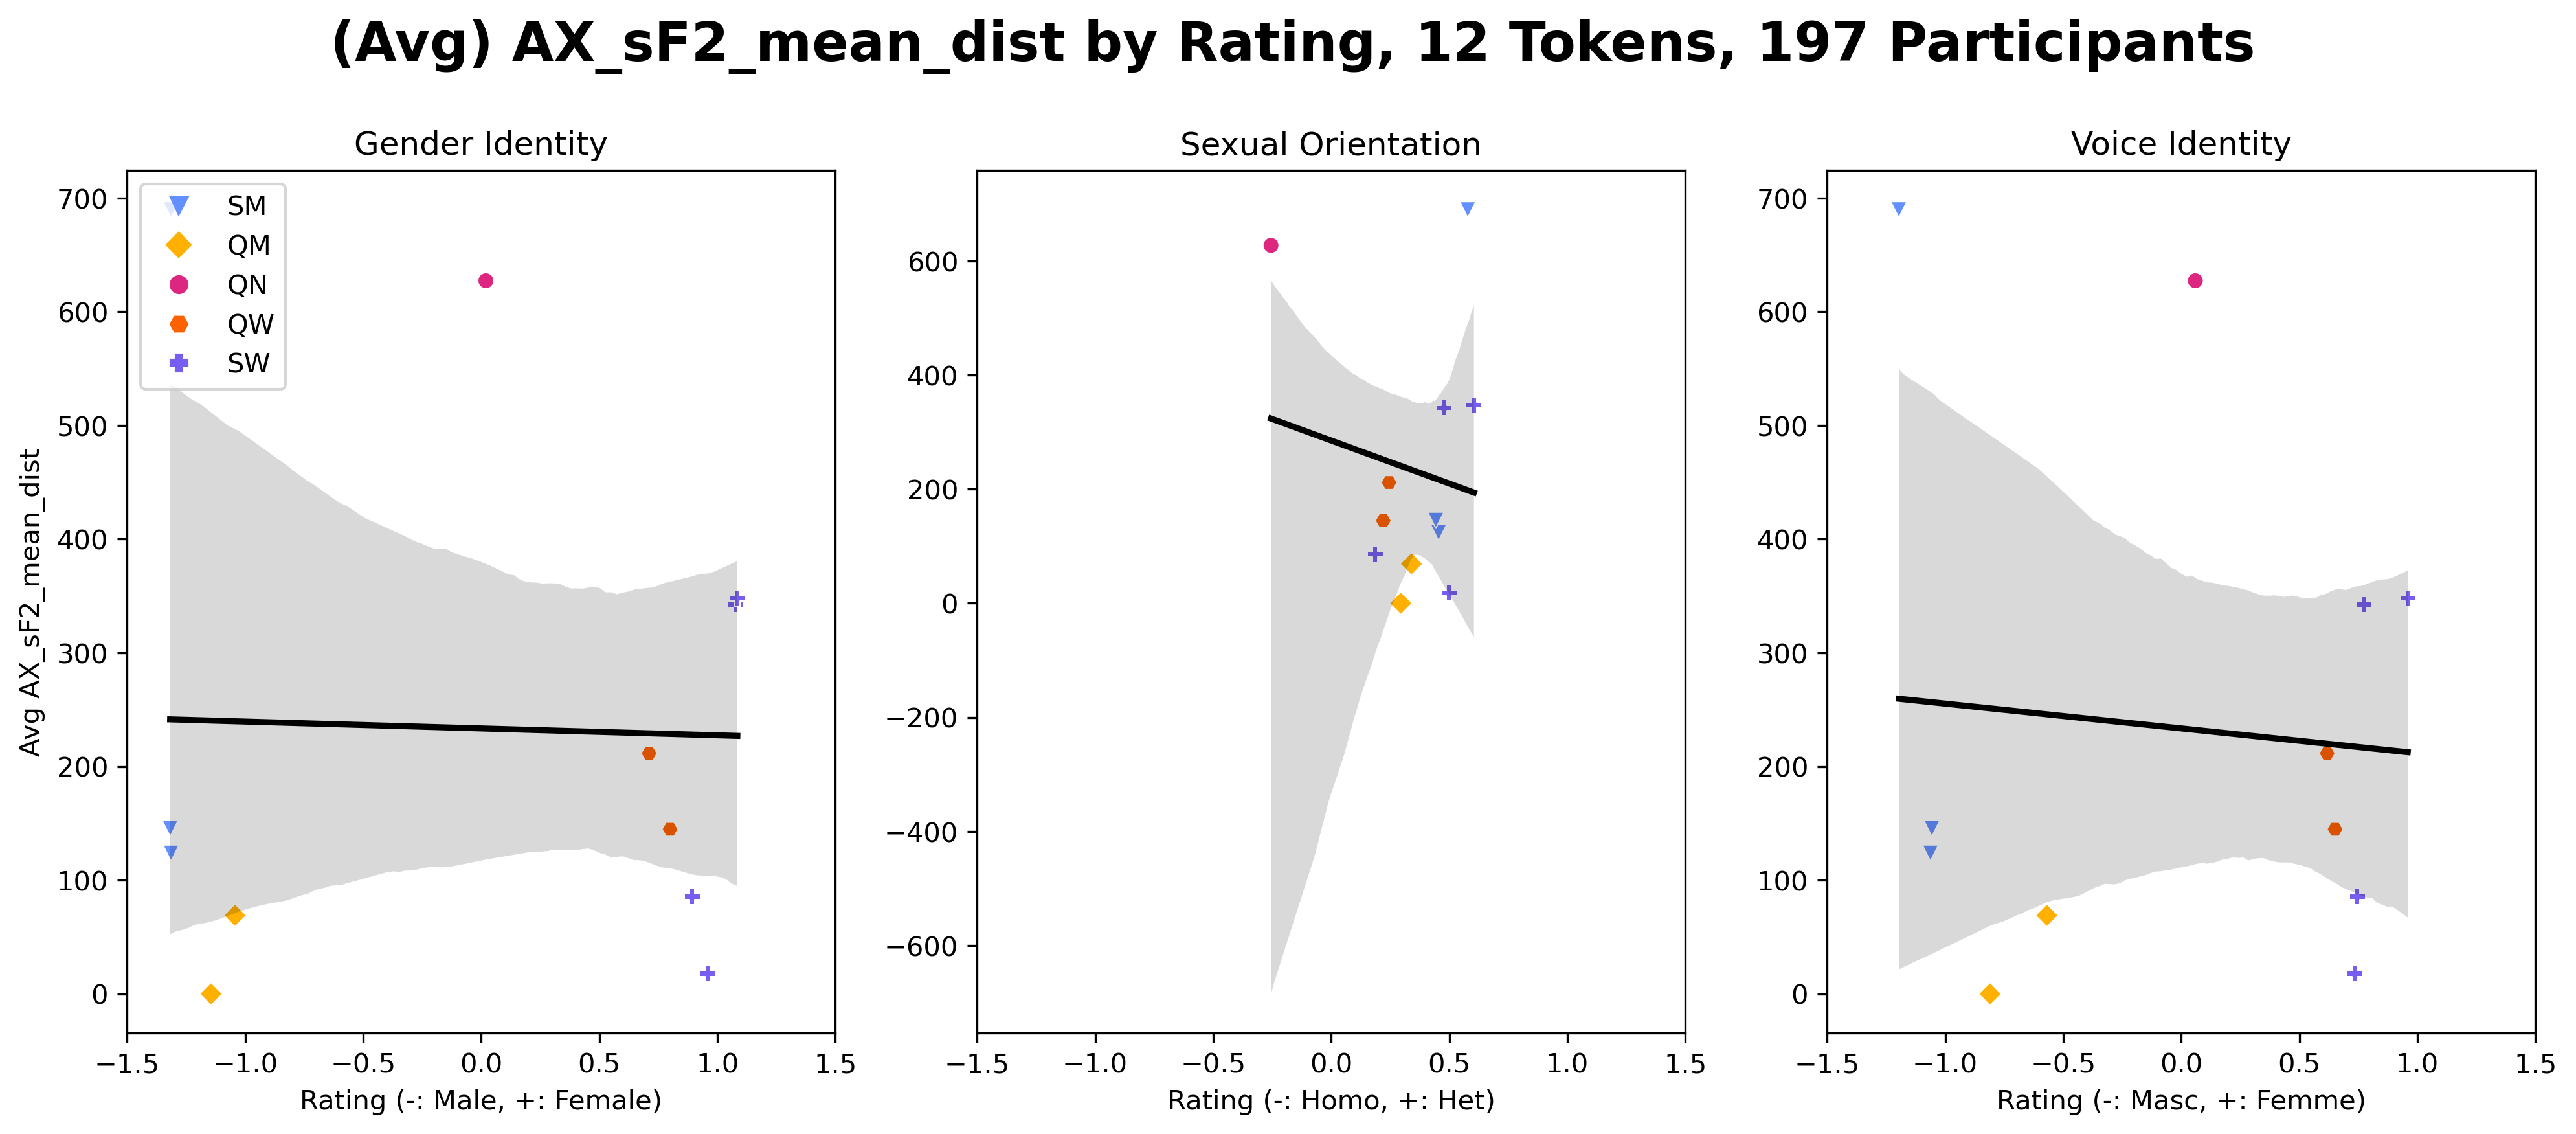 (Avg) AX_sF2_mean_dist by Rating, 12 Tokens, 197 Participants
Gender Identity
Avg AX_sF2_mean_dist
700
600
500
400
300
200
100
0
SM
QM
QN
QW
SW
−1.5 −1.0 −0.5 0.0 0.5 1.0 1.5
Rating (-: Male, +: Female)
Sexual Orientation
600
400
200
0
−200
−400
−600
−1.5 −1.0 −0.5 0.0 0.5 1.0 1.5
Rating (-: Homo, +: Het)
Voice Identity
700
600
500
400
300
200
100
0
−1.5 −1.0 −0.5 0.0 0.5 1.0 1.5
Rating (-: Masc, +: Femme)